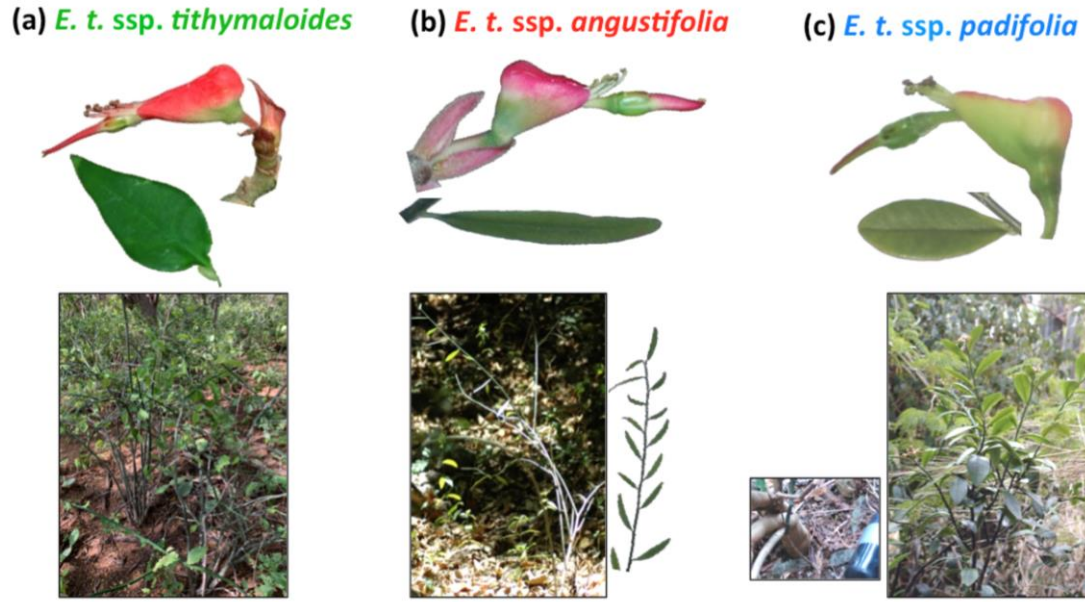 (a) E. t. ssp. tithymaloides
(b) E. t. ssp. angustifolia
(c) E. t. ssp. padifolia